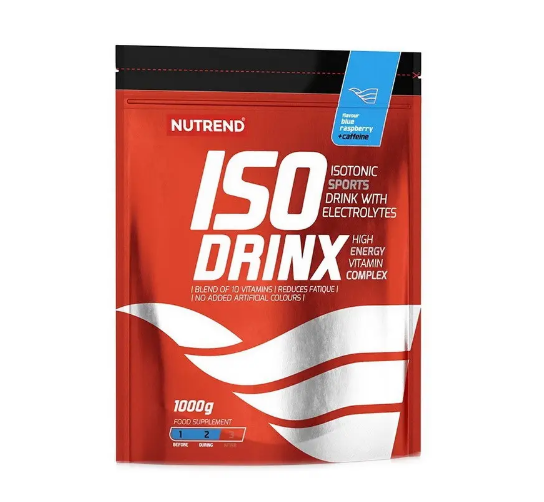 flavour
blue
raspberry
+caffeine
NUTREND®
ISO
DRINX
ISOTONIC
SPORTS
DRINK WITH
ELECTROLYTES
HIGH
ENERGY
VITAMIN
COMPLEX
| BLEND OF 10 VITAMINS | REDUCES FATIQUE |
| NO ADDED ARTIFICIAL COLOURS |
1000g
FOOD SUPPLEMENT
1 2 3
BEFORE DURING AFTER